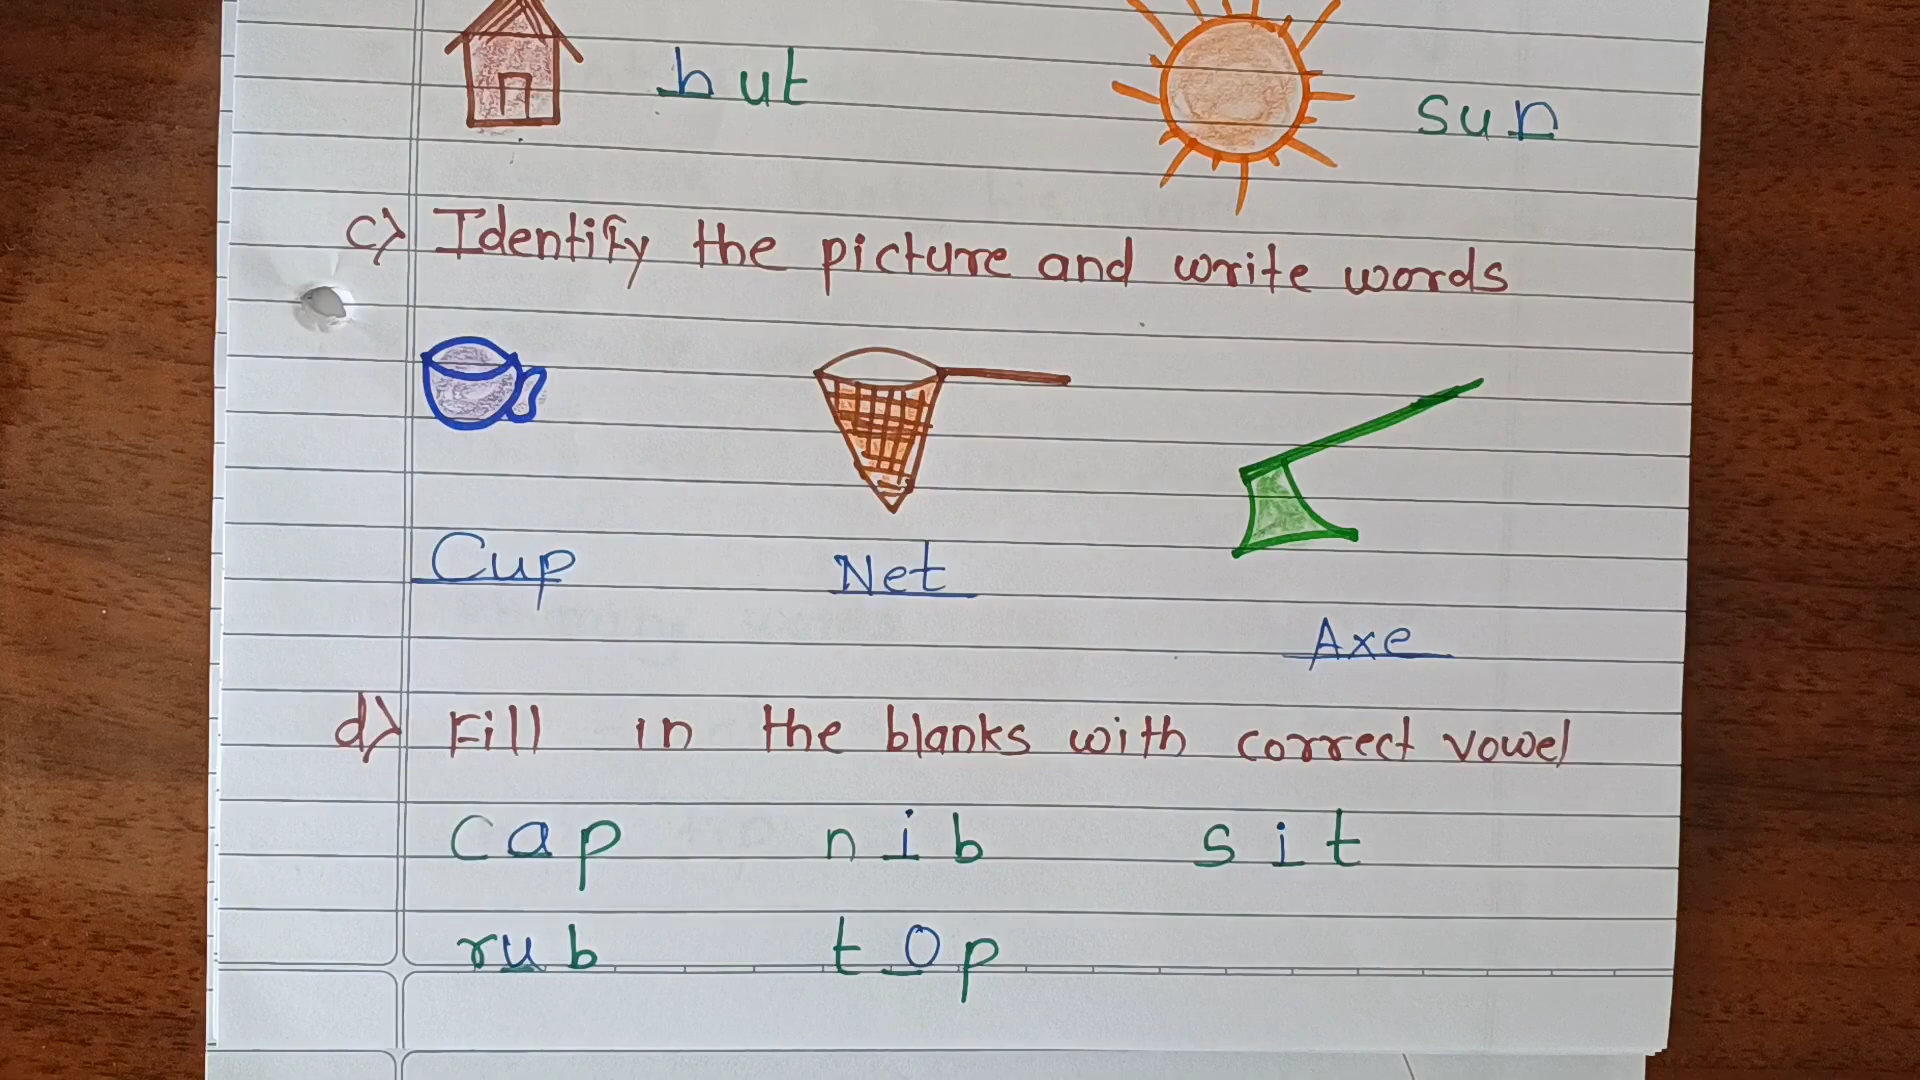 hut sun
c) Identify the picture and write words
Cup Net
Axe
d) Fill in the blanks with correct vowel
cap nib sit
rub top